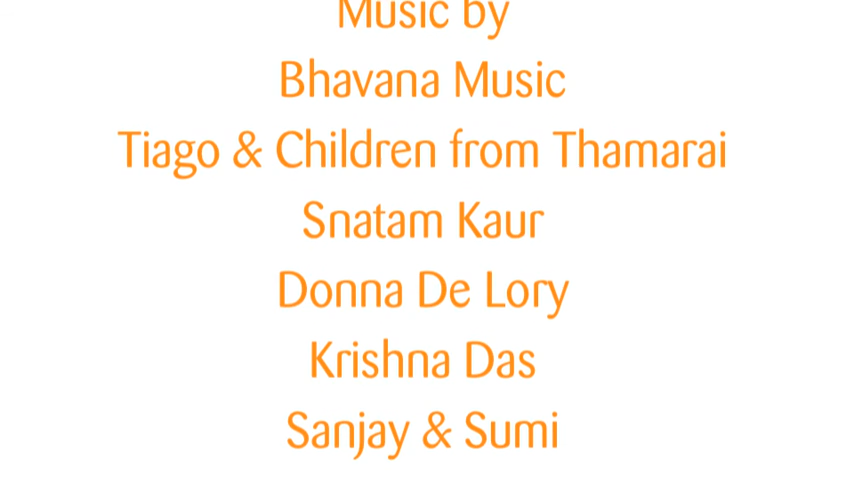 Music by
Bhavana Music
Tiago & Children from Thamarai
Snatam Kaur
Donna De Lory
Krishna Das
Sanjay & Sumi